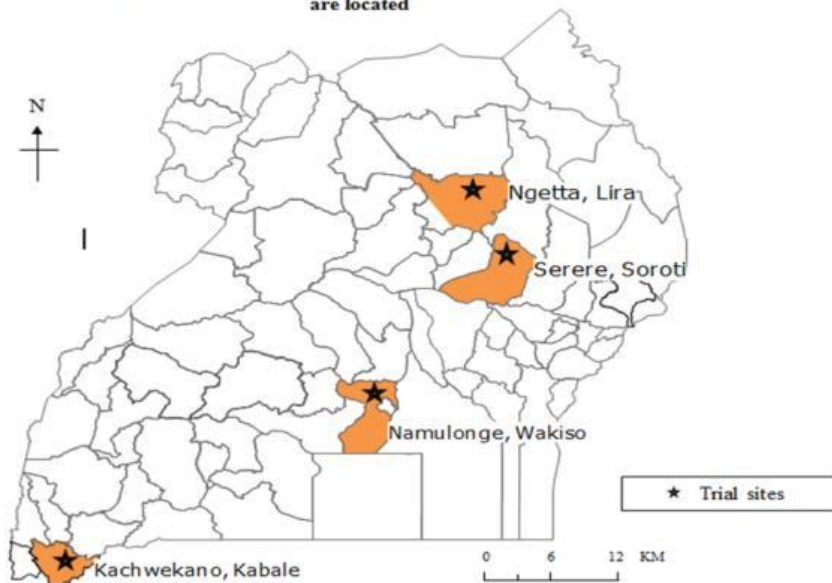 are located
N
Ngetta, Lira
Serere, Soroti
Namulonge, Wakiso
Trial sites
0 6 12 KM
Kachwekano, Kabale